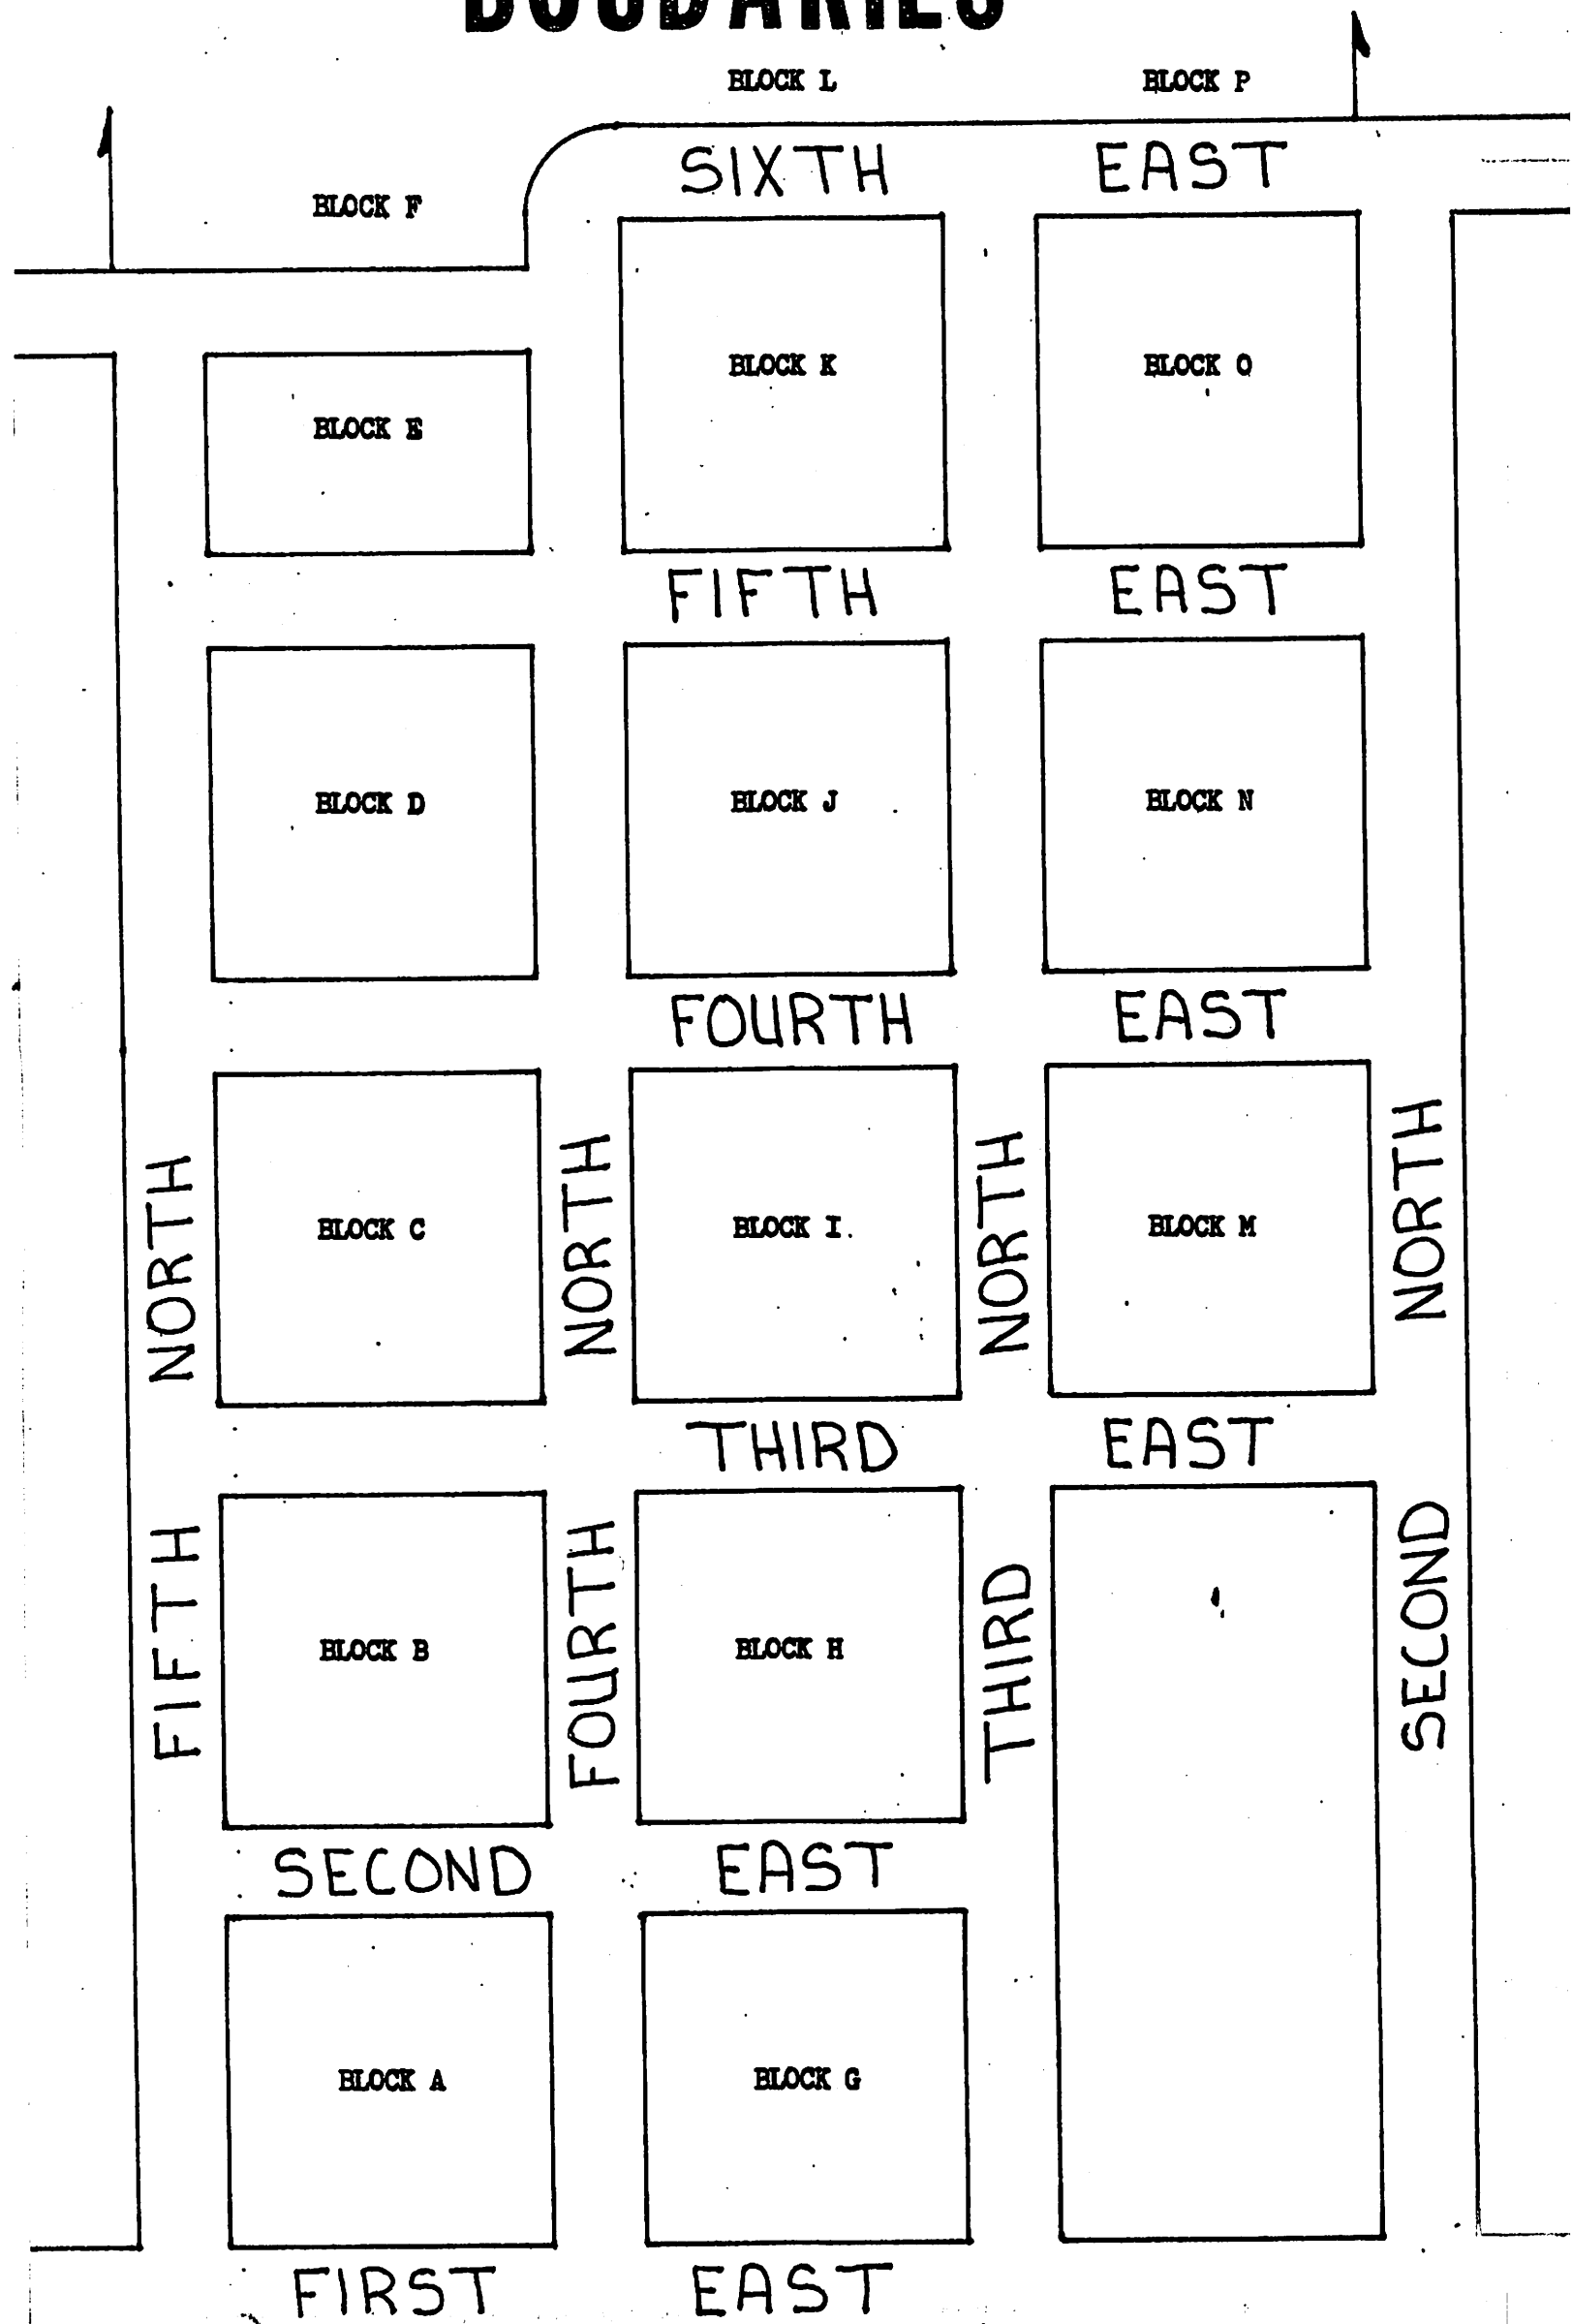 BOUDARIES
BLOCK L BLOCK P
SIXTH EAST
BLOCK F
BLOCK K BLOCK O
BLOCK E
FIFTH EAST
BLOCK D BLOCK J BLOCK N
FOURTH EAST
BLOCK C BLOCK I BLOCK M
FIFTH NORTH
FOURTH NORTH
THIRD NORTH
SECOND NORTH
THIRD EAST
BLOCK B BLOCK H
SECOND EAST
BLOCK A BLOCK G
FIRST EAST